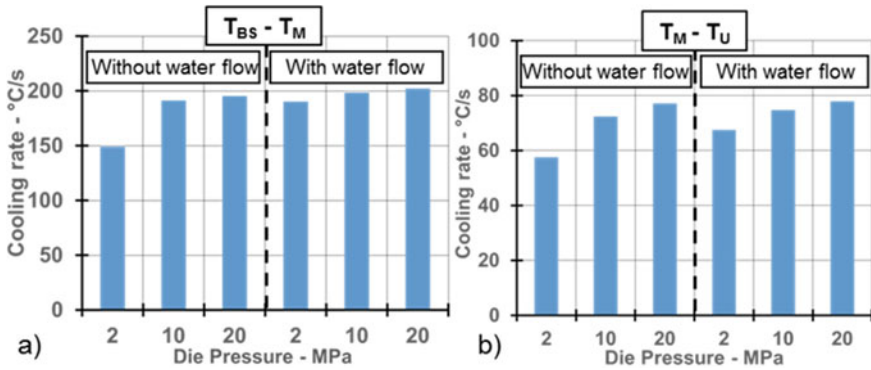 T_BS - T_M
Without water flow With water flow
Cooling rate - °C/s
250
200
150
100
50
0
2 10 20 2 10 20
Die Pressure - MPa
a)
T_M - T_U
Without water flow With water flow
Cooling rate - °C/s
100
80
60
40
20
0
2 10 20 2 10 20
Die Pressure - MPa
b)